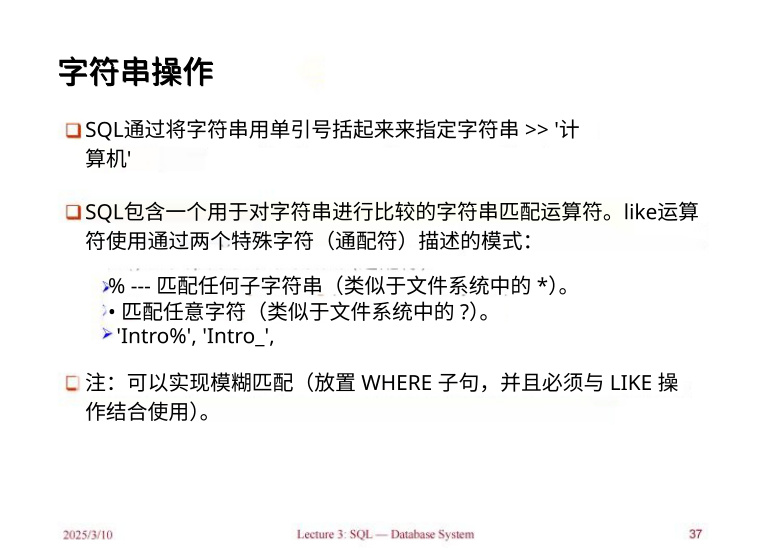 字符串操作
SQL通过将字符串用单引号括起来来指定字符串 >> '计
算机'
SQL包含一个用于对字符串进行比较的字符串匹配运算符。like运算
符使用通过两个特殊字符（通配符）描述的模式：
% --- 匹配任何子字符串（类似于文件系统中的 *）。
• 匹配任意字符（类似于文件系统中的 ?）。
'Intro%', 'Intro_',
注：可以实现模糊匹配（放置 WHERE 子句，并且必须与 LIKE 操
作结合使用）。
2025/3/10 Lecture 3: SQL — Database System 37